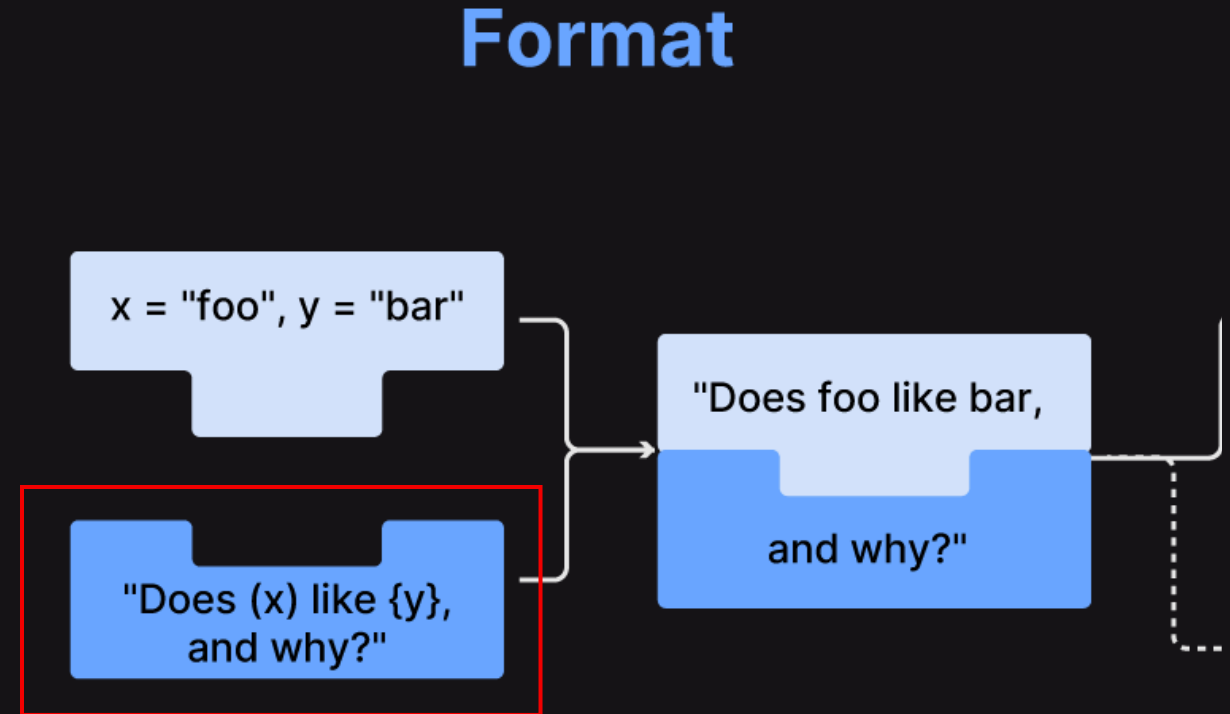 Format
x = "foo", y = "bar"
"Does (x) like {y},
and why?"
"Does foo like bar,
and why?"